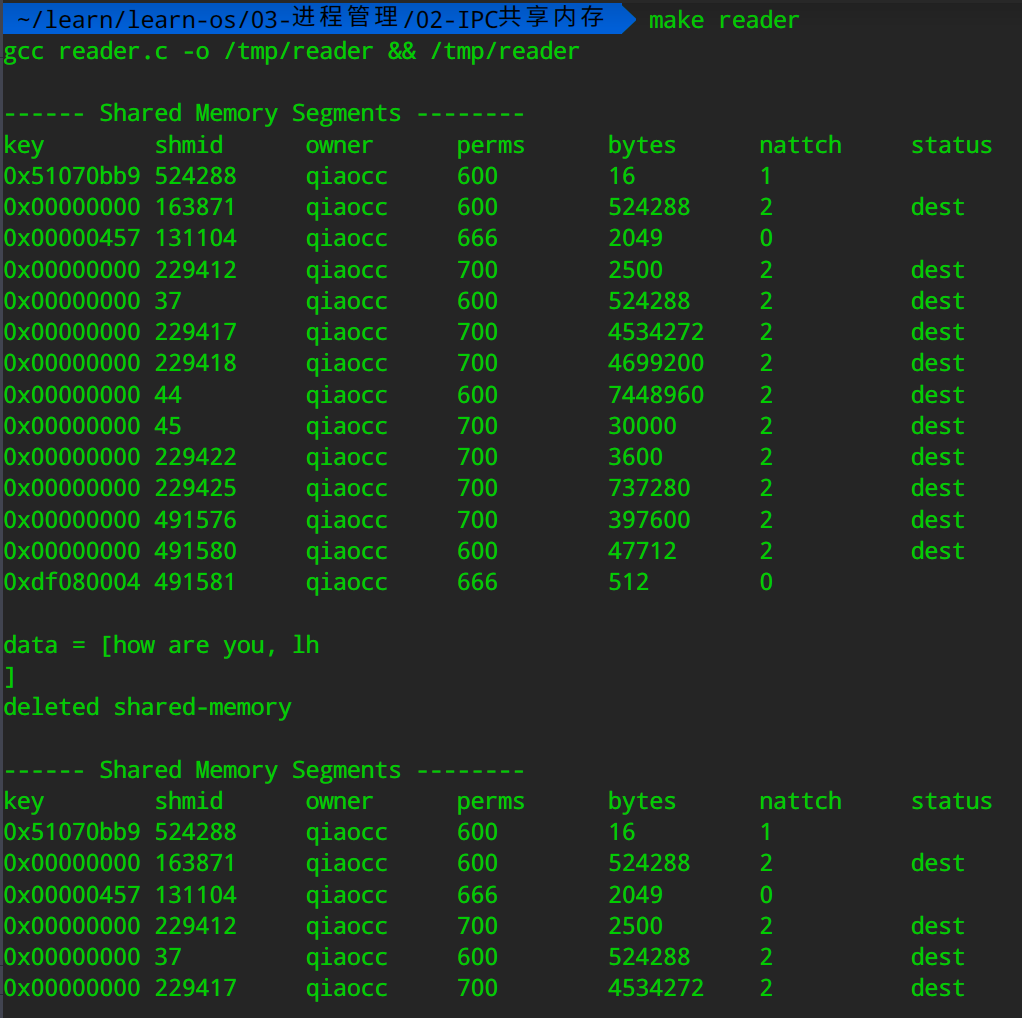 ~/learn/learn-os/03-进程管理/02-IPC共享内存 make reader
gcc reader.c -o /tmp/reader && /tmp/reader
------ Shared Memory Segments --------
key shmid owner perms bytes nattch status
0x51070bb9 524288 qiaocc 600 16 1
0x00000000 163871 qiaocc 600 524288 2 dest
0x00000457 131104 qiaocc 666 2049 0
0x00000000 229412 qiaocc 700 2500 2 dest
0x00000000 37 qiaocc 600 524288 2 dest
0x00000000 229417 qiaocc 700 4534272 2 dest
0x00000000 229418 qiaocc 700 4699200 2 dest
0x00000000 44 qiaocc 600 7448960 2 dest
0x00000000 45 qiaocc 700 30000 2 dest
0x00000000 229422 qiaocc 700 3600 2 dest
0x00000000 229425 qiaocc 700 737280 2 dest
0x00000000 491576 qiaocc 700 397600 2 dest
0x00000000 491580 qiaocc 600 47712 2 dest
0xdf080004 491581 qiaocc 666 512 0
data = [how are you, lh
]
deleted shared-memory
------ Shared Memory Segments --------
key shmid owner perms bytes nattch status
0x51070bb9 524288 qiaocc 600 16 1
0x00000000 163871 qiaocc 600 524288 2 dest
0x00000457 131104 qiaocc 666 2049 0
0x00000000 229412 qiaocc 700 2500 2 dest
0x00000000 37 qiaocc 600 524288 2 dest
0x00000000 229417 qiaocc 700 4534272 2 dest